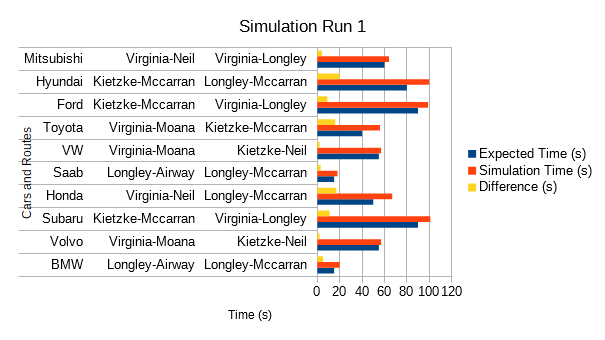 Simulation Run 1
Mitsubishi Virginia-Neil Virginia-Longley
Hyundai Kietzke-Mccarran Longley-Mccarran
Ford Kietzke-Mccarran Virginia-Longley
Toyota Virginia-Moana Kietzke-Mccarran
VW Virginia-Moana Kietzke-Neil
Saab Longley-Airway Longley-Mccarran
Honda Virginia-Neil Longley-Mccarran
Subaru Kietzke-Mccarran Virginia-Longley
Volvo Virginia-Moana Kietzke-Neil
BMW Longley-Airway Longley-Mccarran
Cars and Routes
0 20 40 60 80 100 120
Time (s)
Expected Time (s)
Simulation Time (s)
Difference (s)